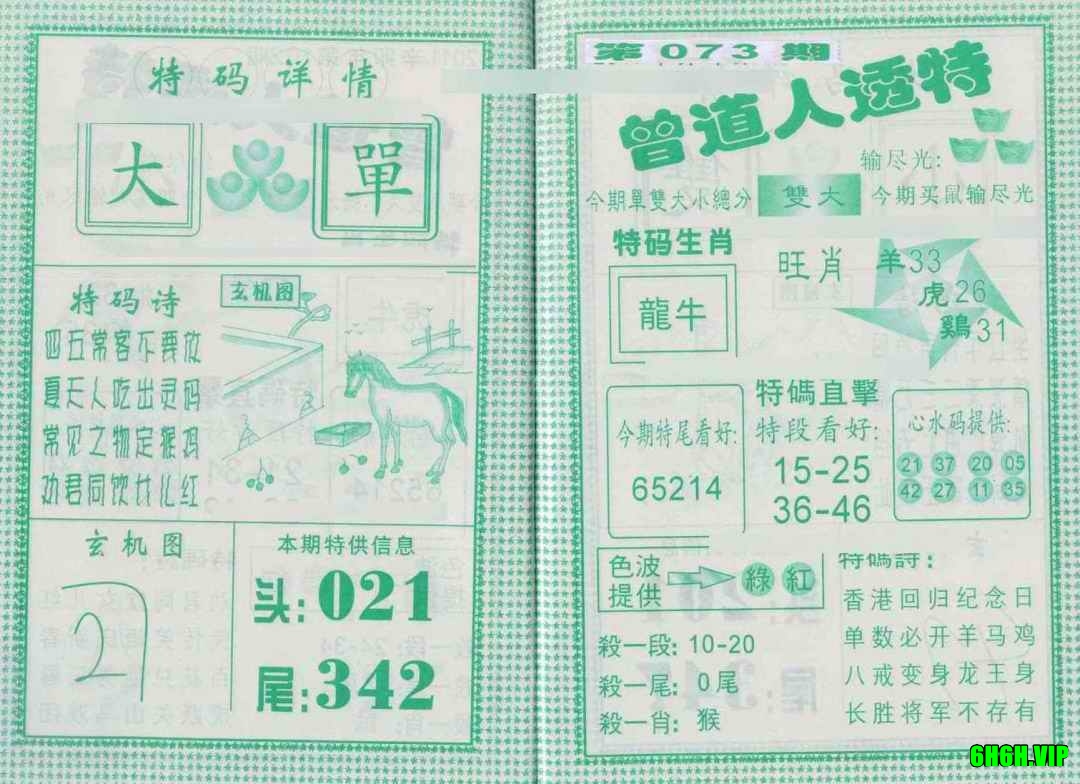 特码详情
大
單
特码诗
四五常客不要放
夏天人吃出灵码
常见之物定猴鸡
劝君同饮廿儿红
玄机图
玄机图
本期特供信息
头:021
尾:342
第073期
曾道人透特
输尽光:
今期單雙大小總分
雙大
今期买鼠输尽光
特码生肖
龍牛
旺肖
羊33
虎26
鷄31
今期特尾看好:
65214
特碼直擊
特段看好:
15-25
36-46
心水码提供:
21 37 20 05
42 27 11 35
色波提供
綠 紅
殺一段: 10-20
殺一尾: 0尾
殺一肖: 猴
特碼詩:
香港回归纪念日
单数必开羊马鸡
八戒变身龙王身
长胜将军不存有
6H6H.VIP